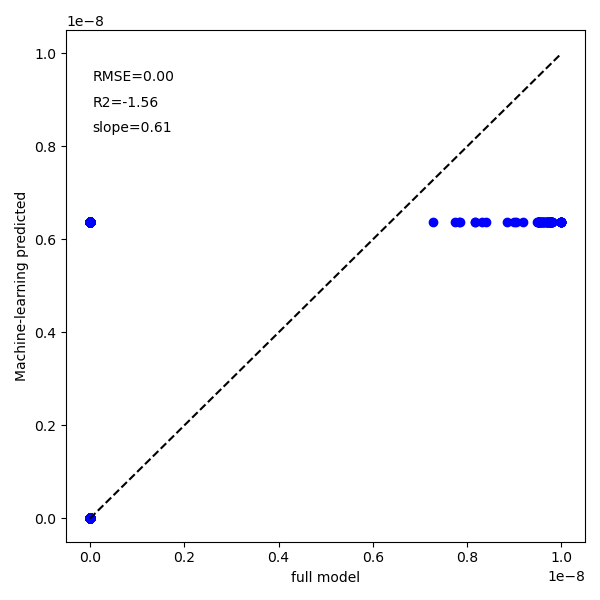 1e−8
1.0
0.8
0.6
0.4
0.2
0.0
RMSE=0.00
R2=-1.56
slope=0.61
Machine-learning predicted
0.0 0.2 0.4 0.6 0.8 1.0
1e−8
full model